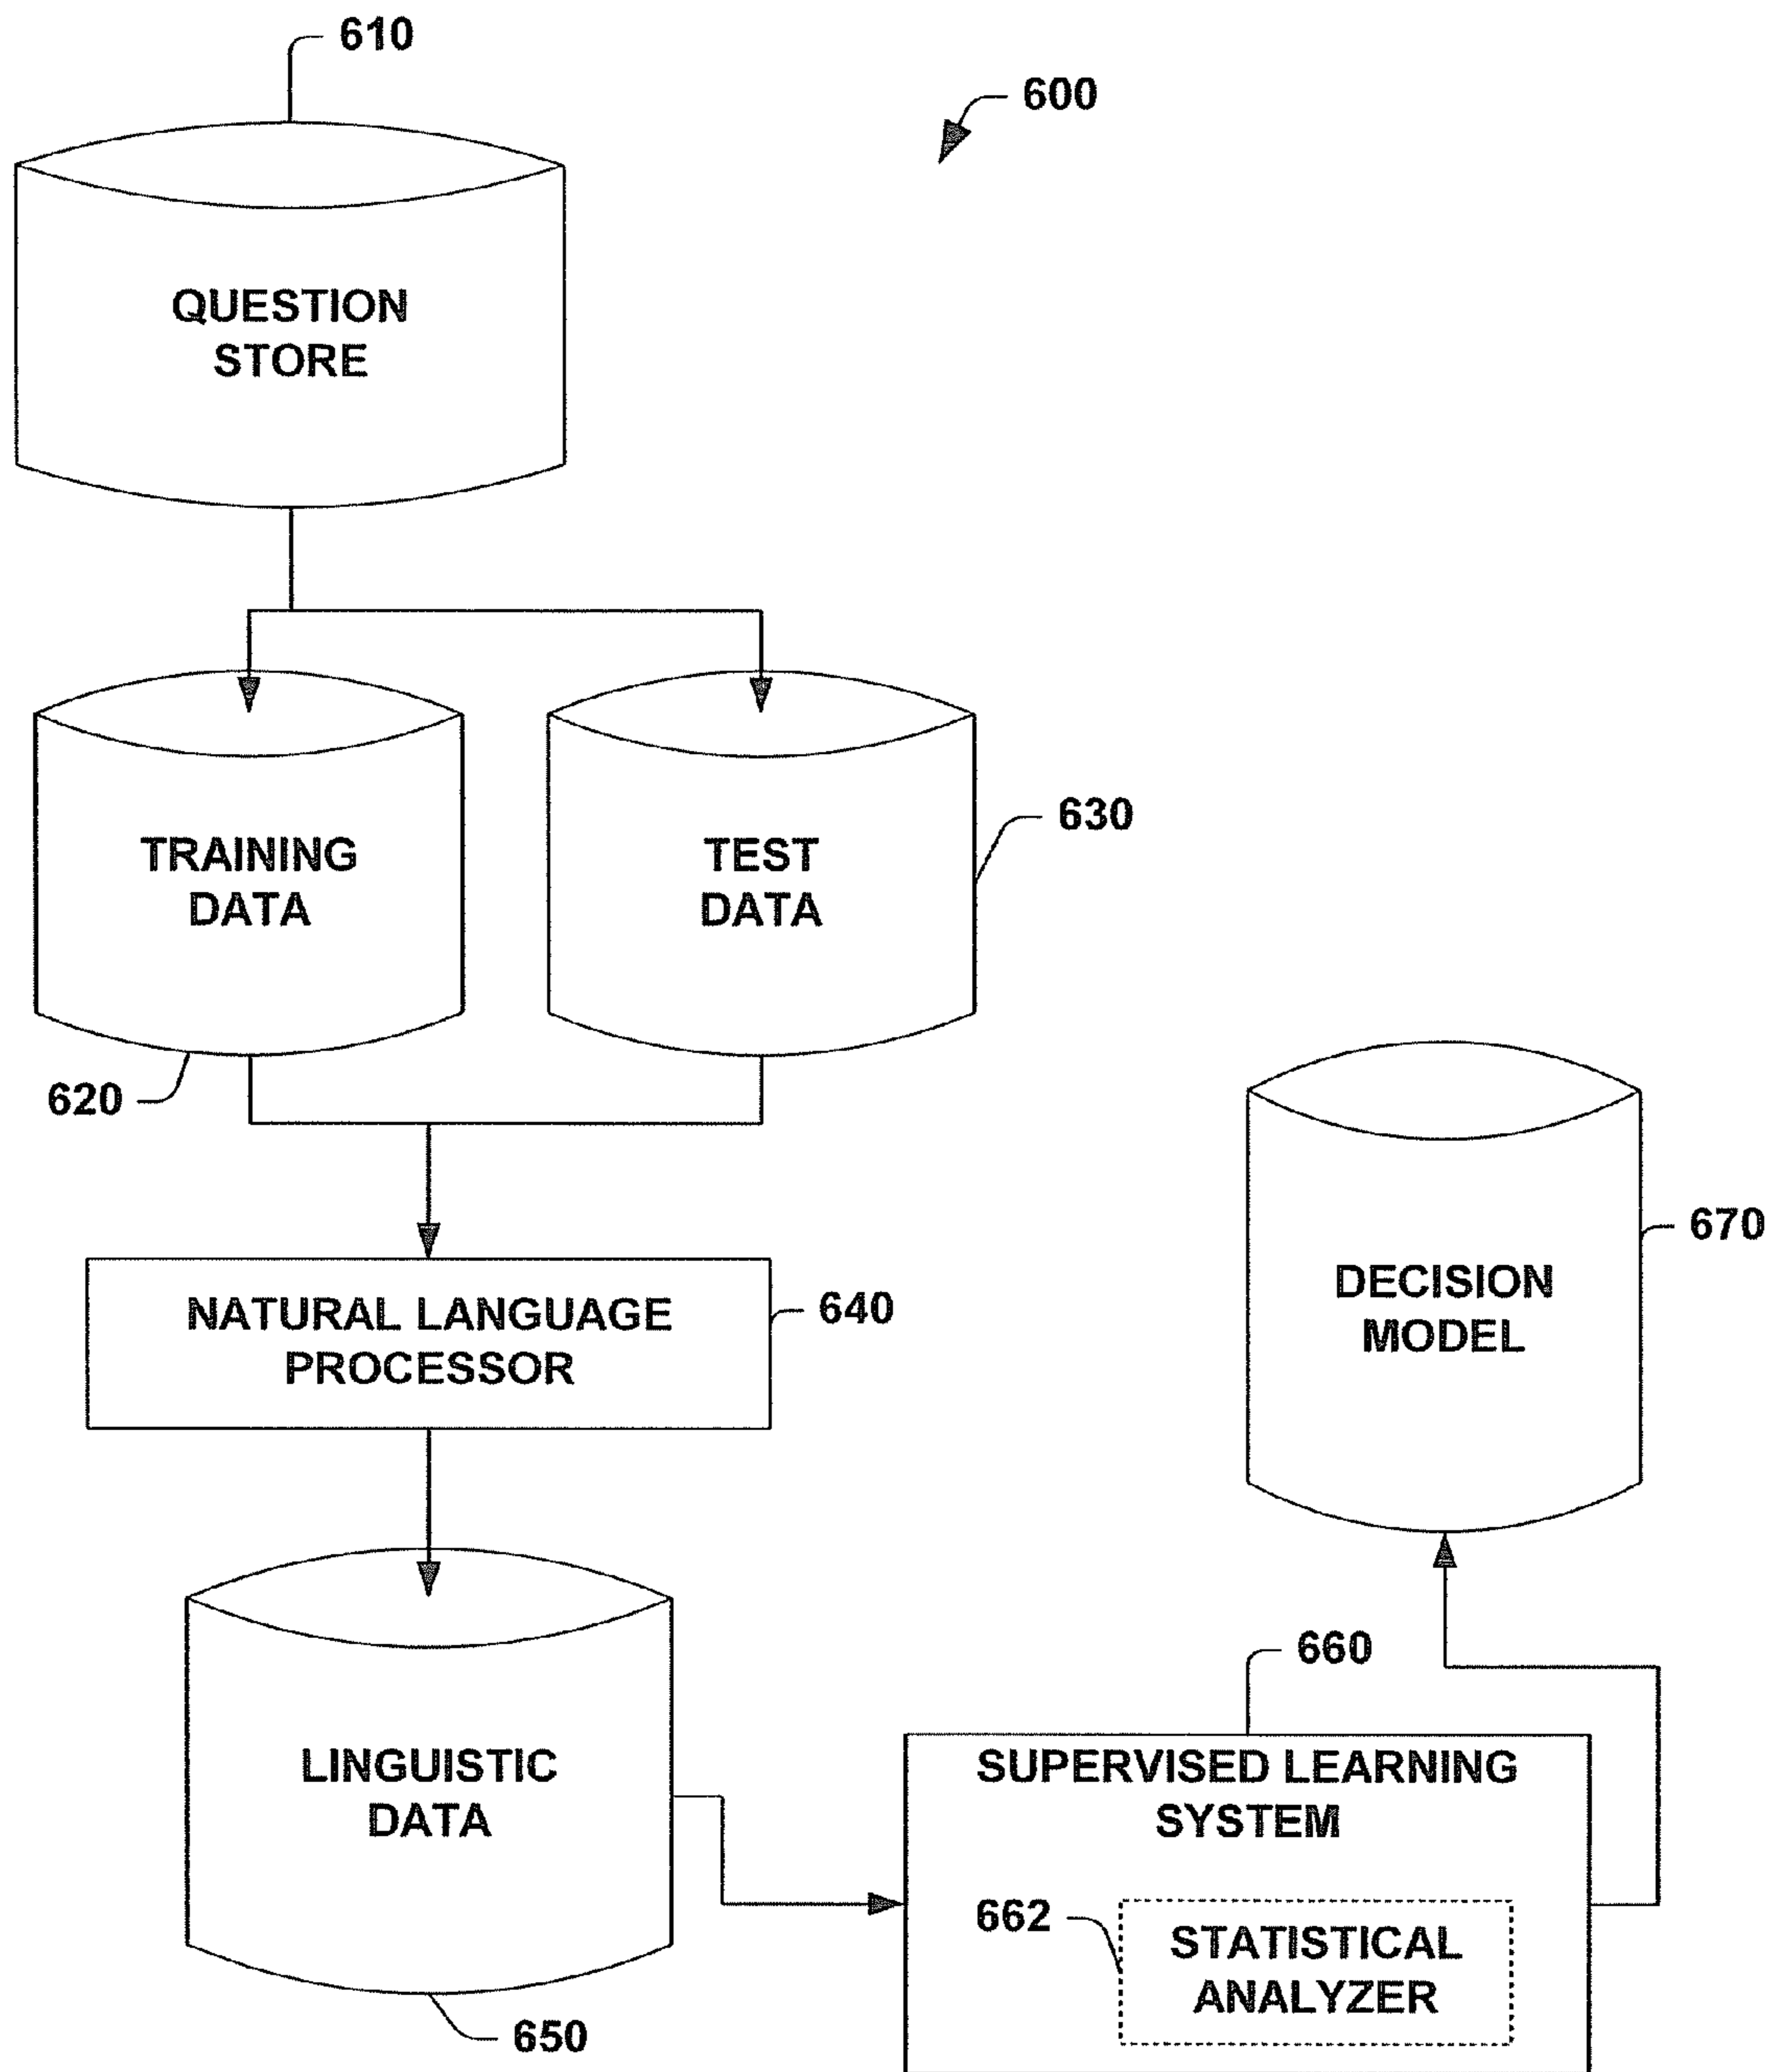 610
600
QUESTION
STORE
TRAINING
DATA
TEST
DATA
630
620
NATURAL LANGUAGE
PROCESSOR
640
DECISION
MODEL
670
LINGUISTIC
DATA
650
660
SUPERVISED LEARNING
SYSTEM
662
STATISTICAL
ANALYZER